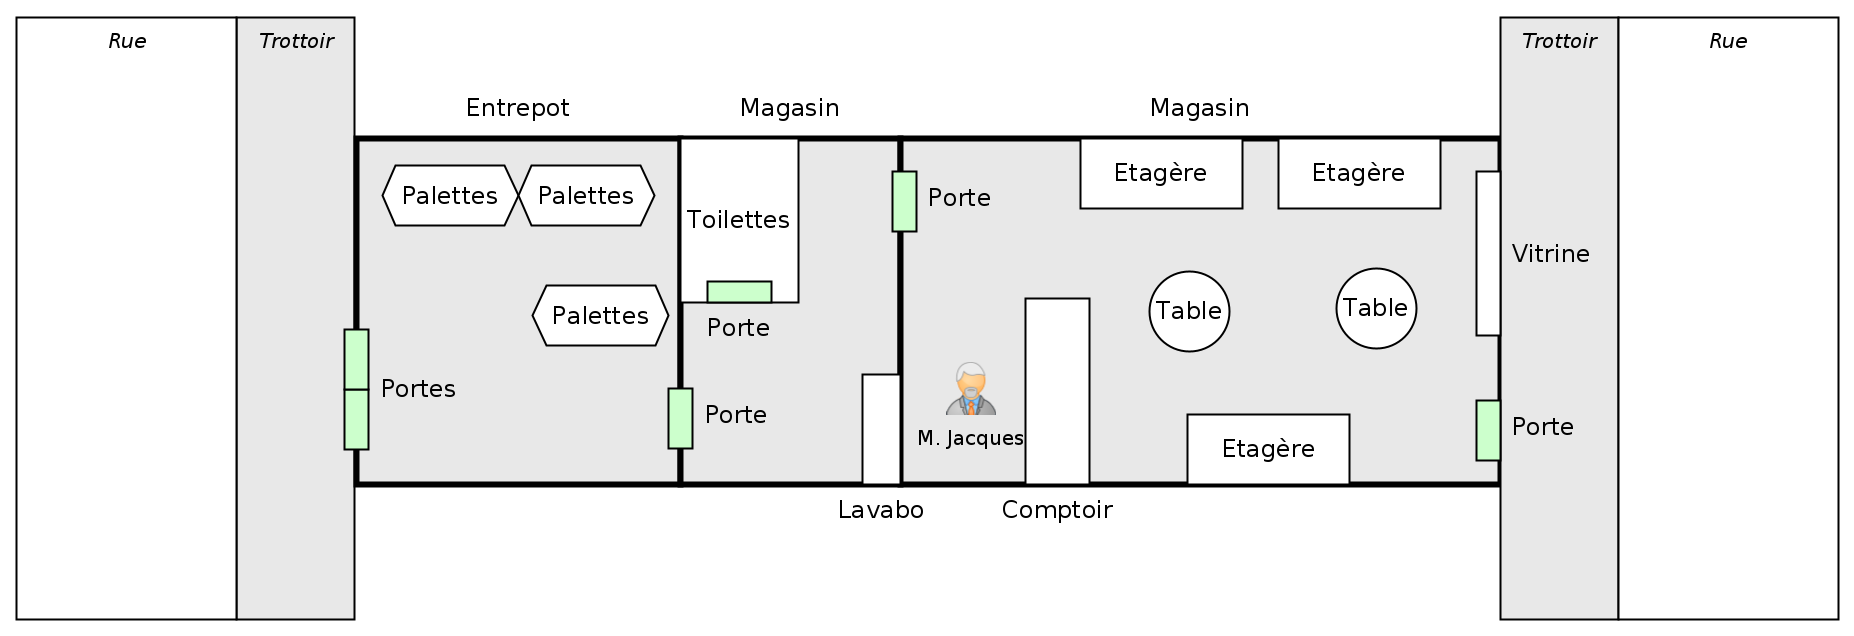 Rue
Trottoir
Trottoir
Rue
Entrepot
Magasin
Magasin
Palettes
Palettes
Toilettes
Porte
Etagère
Etagère
Vitrine
Palettes
Porte
Table
Table
Portes
Porte
M. Jacques
Etagère
Porte
Lavabo
Comptoir